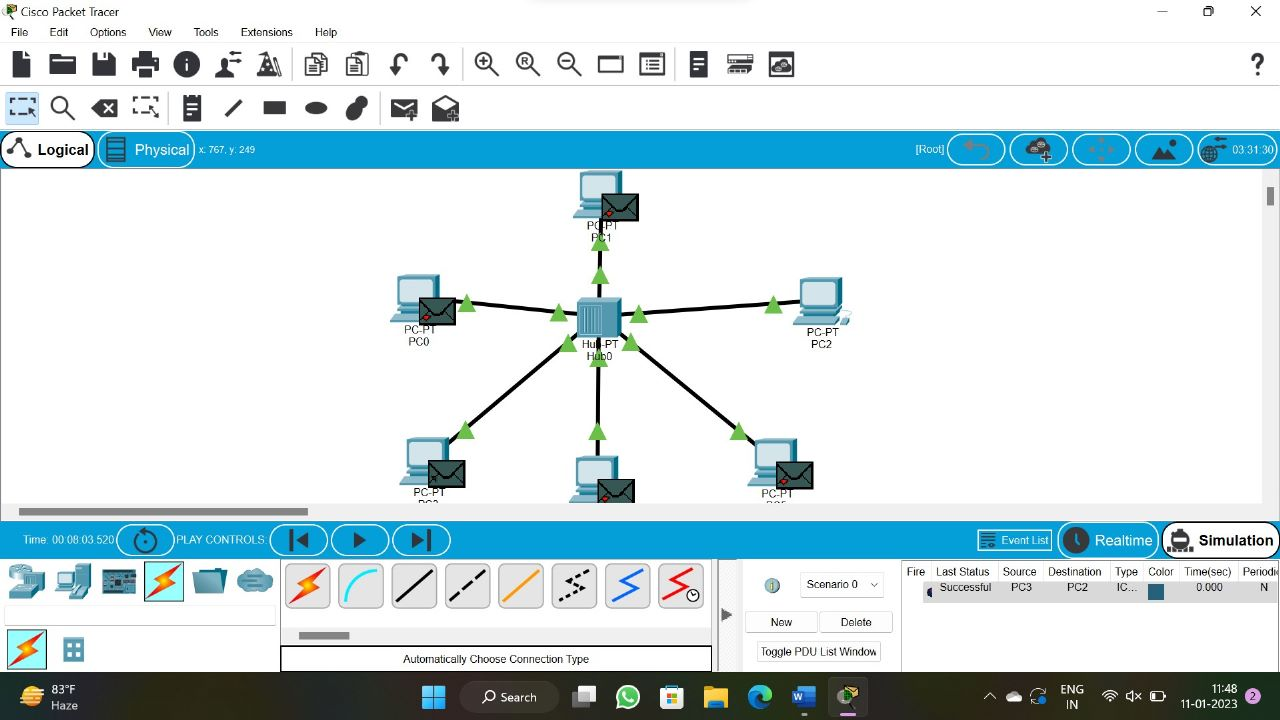 Cisco Packet Tracer
File Edit Options View Tools Extensions Help
Logical
Physical
x: 767, y: 249
[Root]
03:31:30
PC-PT
PC1
PC-PT
PC0
PC-PT
PC2
Hub-PT
Hub0
PC-PT
PC-PT
Time: 00:08:03.520
PLAY CONTROLS:
Event List
Realtime
Simulation
Scenario 0
New
Delete
Toggle PDU List Window
Fire Last Status Source Destination Type Color Time(sec) Periodi
Successful PC3 PC2 IC... 0.000 N
Automatically Choose Connection Type
83°F
Haze
Search
ENG
IN
11:48
11-01-2023
2